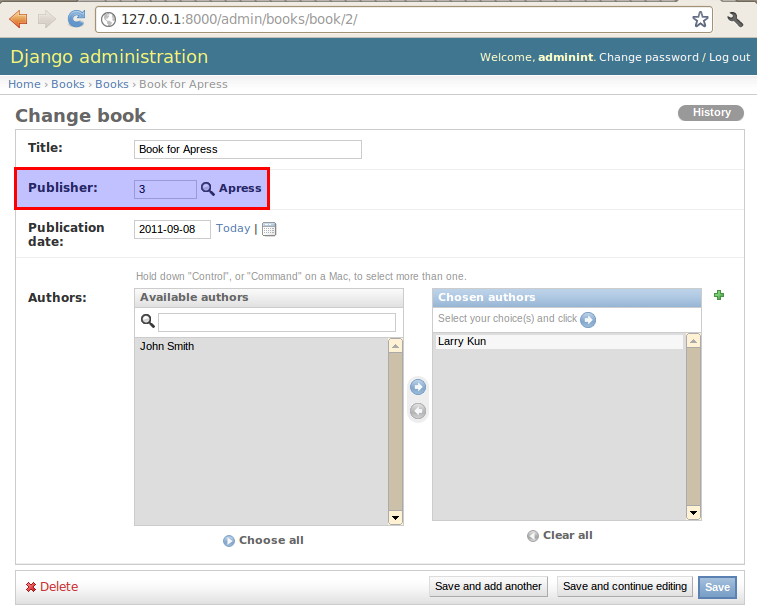 127.0.0.1:8000/admin/books/book/2/
Django administration
Welcome, adminint. Change password / Log out
Home › Books › Books › Book for Apress
Change book
History
Title:
Book for Apress
Publisher:
3
Apress
Publication date:
2011-09-08
Today |
Hold down "Control", or "Command" on a Mac, to select more than one.
Authors:
Available authors
John Smith
Choose all
Chosen authors
Select your choice(s) and click
Larry Kun
Clear all
Delete
Save and add another
Save and continue editing
Save